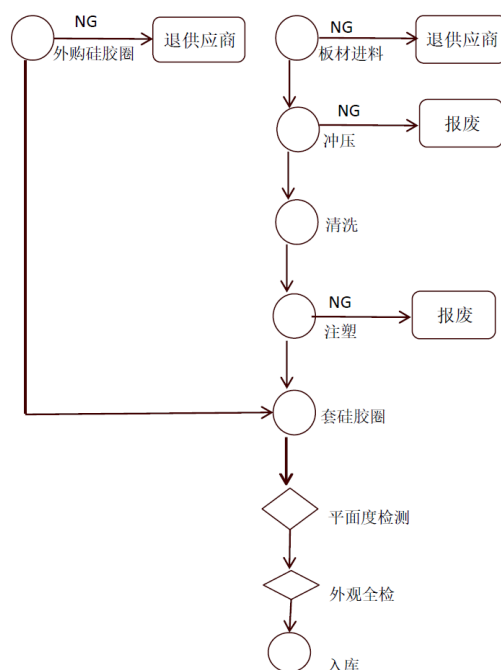 NG
外购硅胶圈
退供应商
NG
板材进料
退供应商
NG
冲压
报废
清洗
NG
注塑
报废
套硅胶圈
平面度检测
外观全检
入库